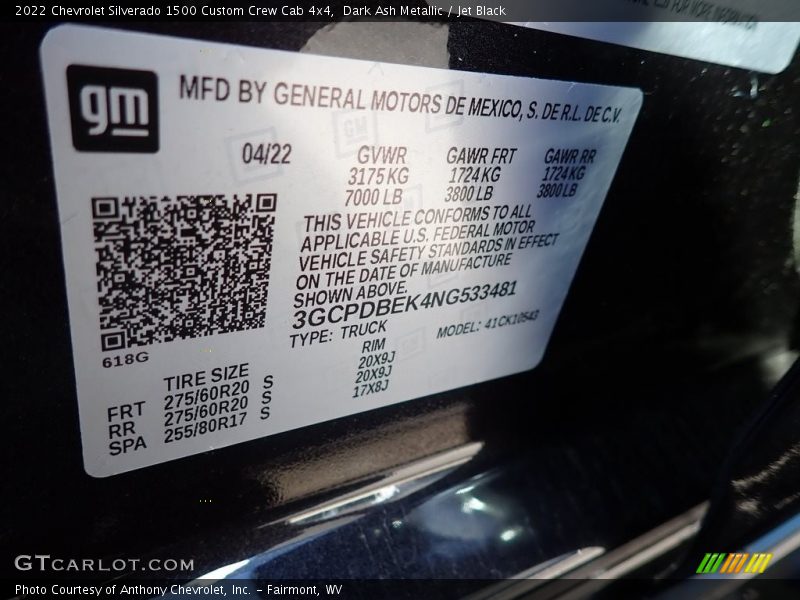 2022 Chevrolet Silverado 1500 Custom Crew Cab 4x4, Dark Ash Metallic / Jet Black
FOR MORE INFORMATION
gm
MFD BY GENERAL MOTORS DE MEXICO, S. DE R.L. DE C.V.
04/22
GVWR GAWR FRT GAWR RR
3175 KG 1724 KG 1724 KG
7000 LB 3800 LB 3800 LB
THIS VEHICLE CONFORMS TO ALL
APPLICABLE U.S. FEDERAL MOTOR
VEHICLE SAFETY STANDARDS IN EFFECT
ON THE DATE OF MANUFACTURE
SHOWN ABOVE.
3GCPDBEK4NG533481
TYPE: TRUCK MODEL: 41CK10543
618G
TIRE SIZE RIM
FRT 275/60R20 S 20X9J
RR 275/60R20 S 20X9J
SPA 255/80R17 S 17X8J
GTCARLOT.COM
Photo Courtesy of Anthony Chevrolet, Inc. – Fairmont, WV